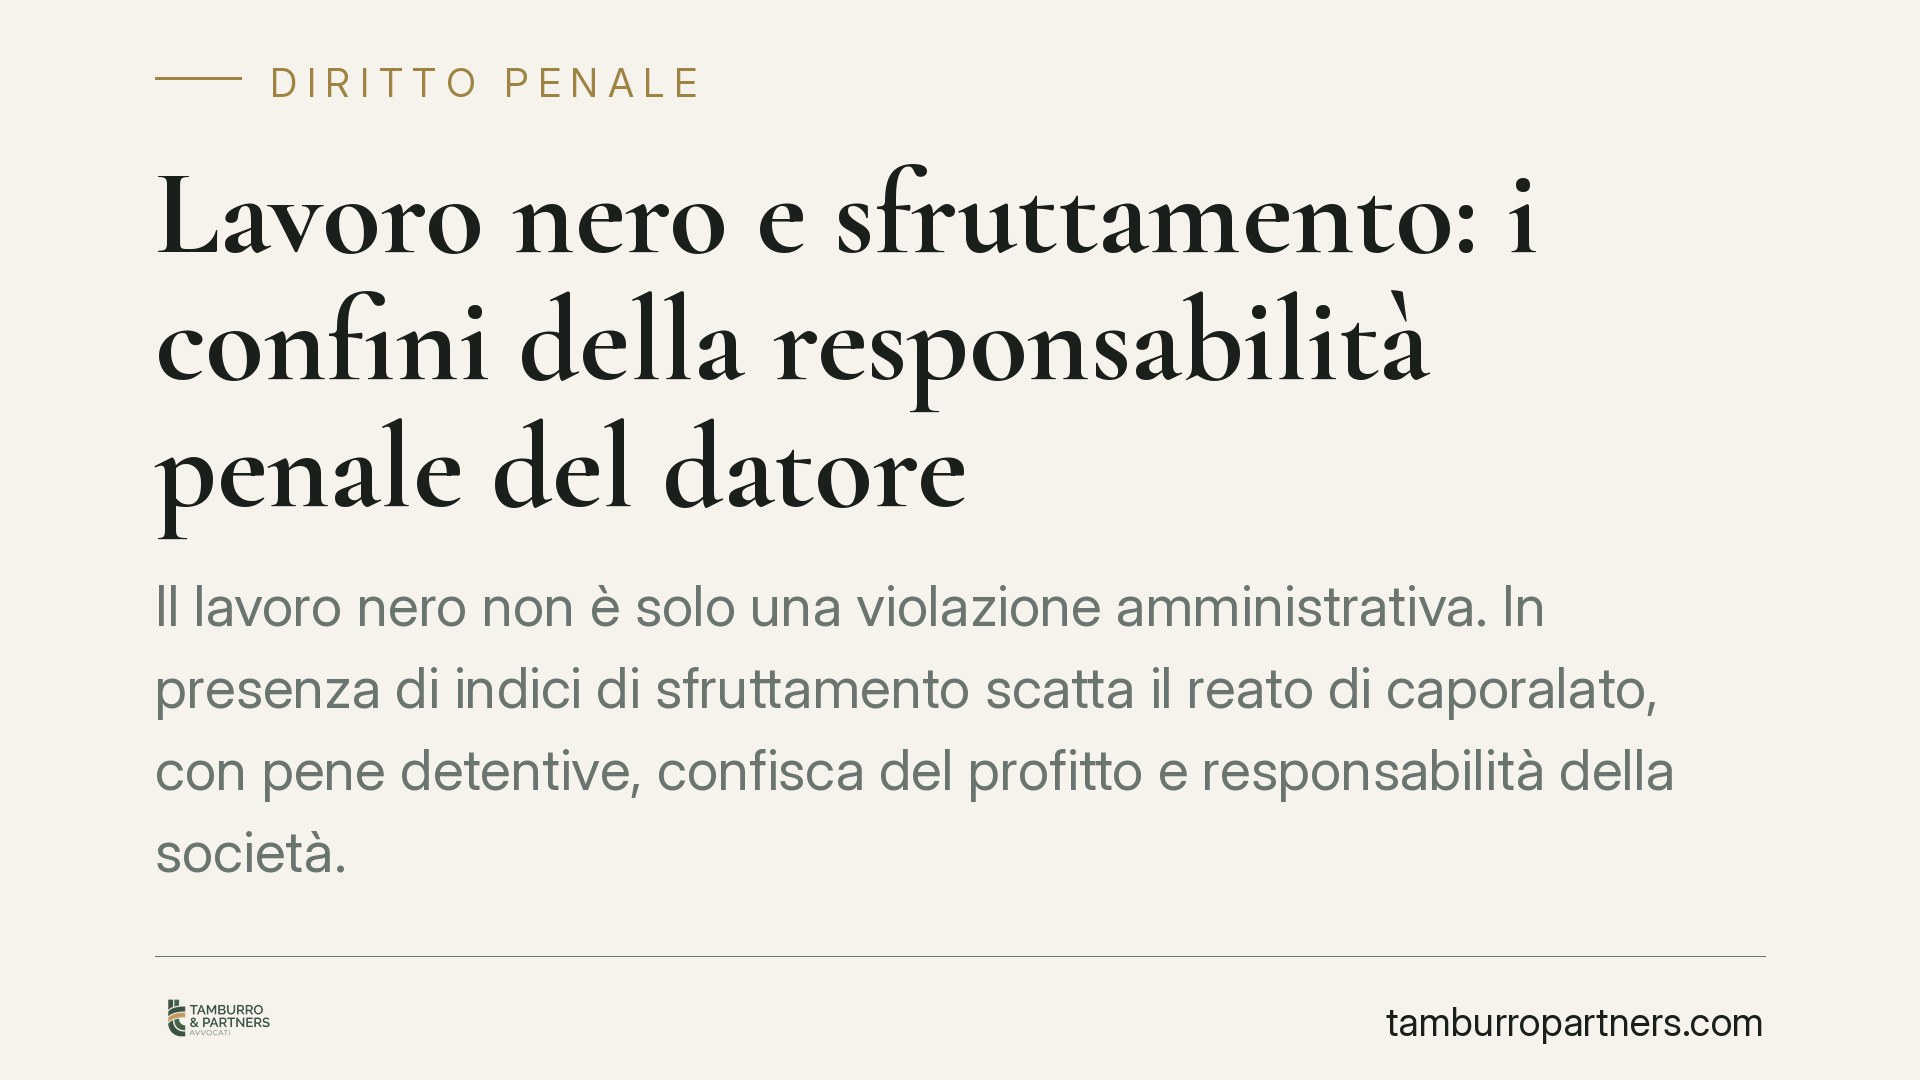 DIRITTO PENALE
Lavoro nero e sfruttamento: i
confini della responsabilità
penale del datore
Il lavoro nero non è solo una violazione amministrativa. In
presenza di indici di sfruttamento scatta il reato di caporalato,
con pene detentive, confisca del profitto e responsabilità della
società.
TAMBURRO
& PARTNERS
AVVOCATI
tamburropartners.com